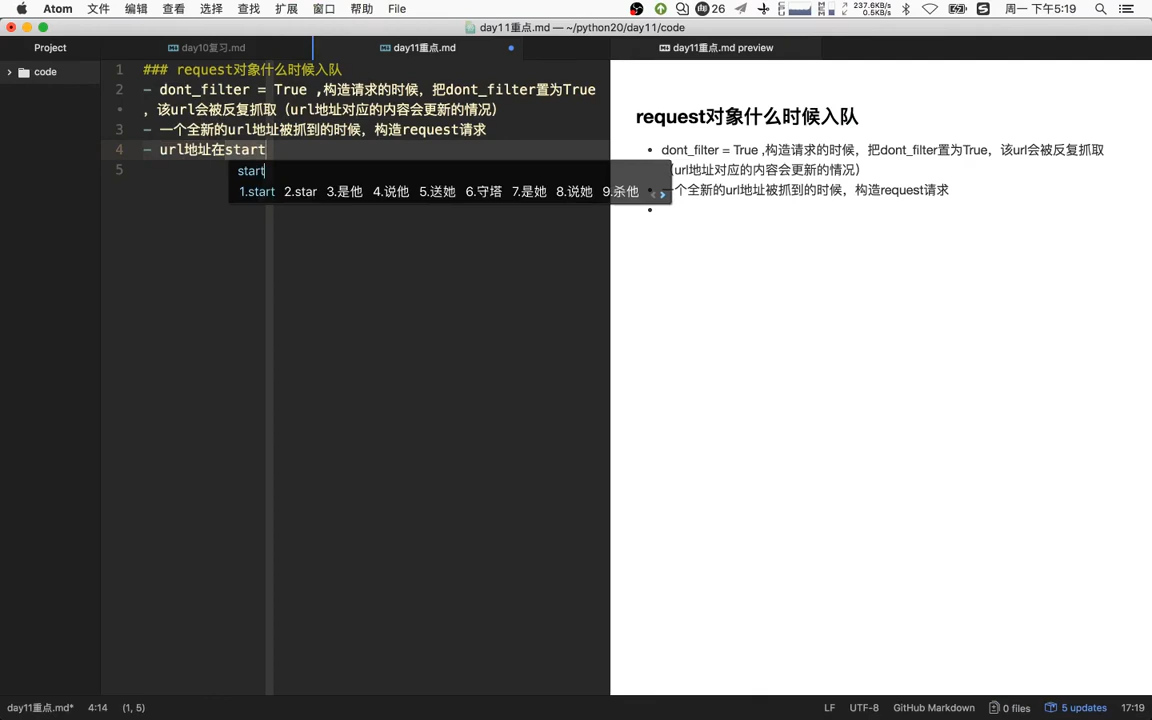 Atom 文件 编辑 查看 选择 查找 扩展 窗口 帮助 File 26 237.6KB/s 0.5KB/s 周一 下午5:19
day11重点.md — ~/python20/day11/code
Project day10复习.md day11重点.md day11重点.md preview
code
1 ### request对象什么时候入队
2 - dont_filter = True ,构造请求的时候，把dont_filter置为True
，该url会被反复抓取（url地址对应的内容会更新的情况）
3 - 一个全新的url地址被抓到的时候，构造request请求
4 - url地址在start
5
start
1.start 2.star 3.是他 4.说他 5.送她 6.守塔 7.是她 8.说她 9.杀他
request对象什么时候入队
dont_filter = True ,构造请求的时候，把dont_filter置为True，该url会被反复抓取
（url地址对应的内容会更新的情况）
一个全新的url地址被抓到的时候，构造request请求
day11重点.md* 4:14 (1, 5) LF UTF-8 GitHub Markdown 0 files 5 updates 17:19